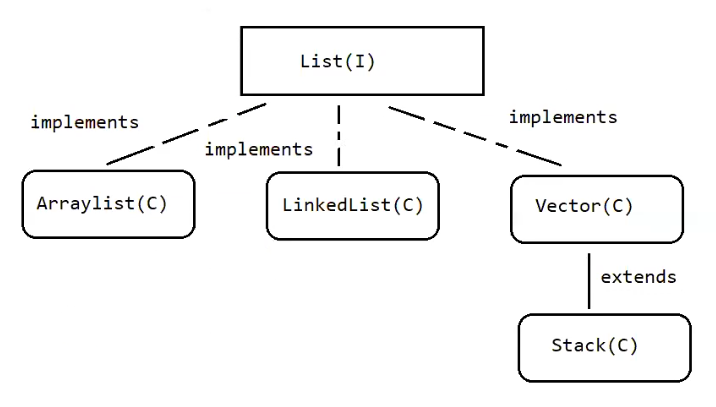 List(I)
implements
implements
implements
Arraylist(C)
LinkedList(C)
Vector(C)
extends
Stack(C)